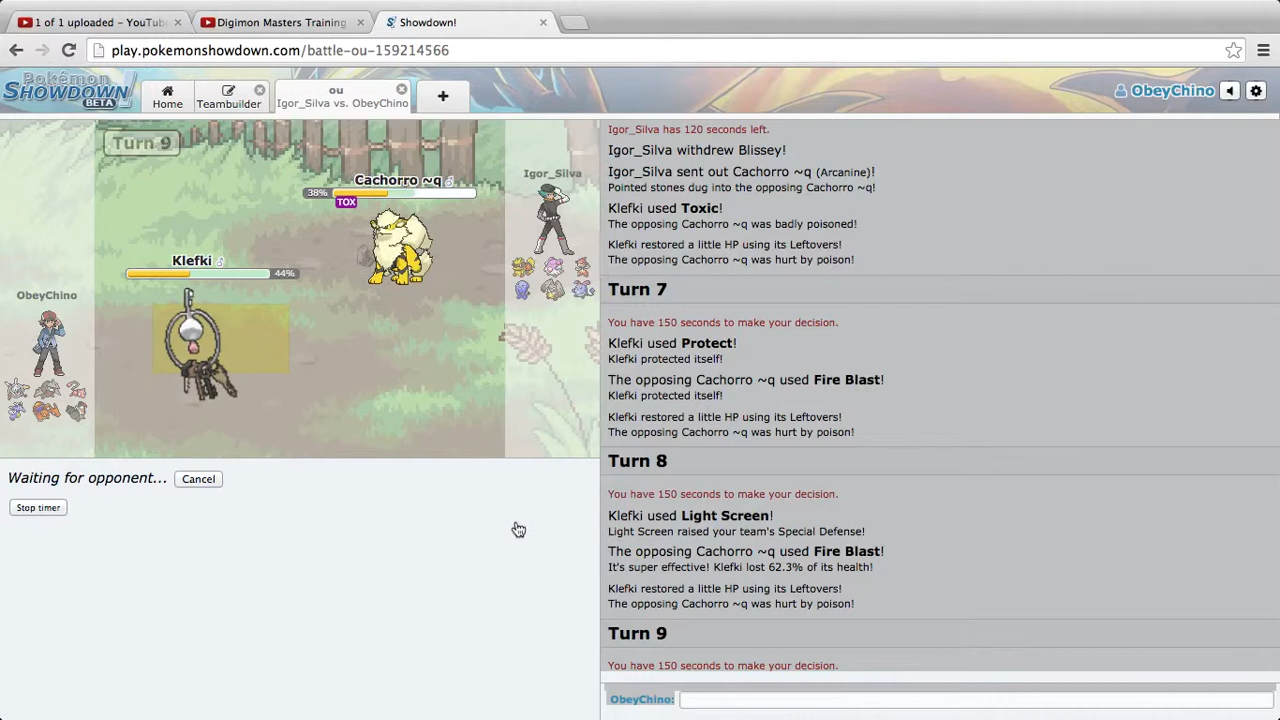 1 of 1 uploaded – YouTub
Digimon Masters Training
Showdown!
play.pokemonshowdown.com/battle-ou-159214566
Pokémon
SHOWDOWN!
BETA
Home
Teambuilder
ou
Igor_Silva vs. ObeyChino
+
ObeyChino
Turn 9
Cachorro ~q ♂
38%
TOX
Igor_Silva
Klefki ♂
44%
ObeyChino
Waiting for opponent...
Cancel
Stop timer
Igor_Silva has 120 seconds left.
Igor_Silva withdrew Blissey!
Igor_Silva sent out Cachorro ~q (Arcanine)!
Pointed stones dug into the opposing Cachorro ~q!
Klefki used Toxic!
The opposing Cachorro ~q was badly poisoned!
Klefki restored a little HP using its Leftovers!
The opposing Cachorro ~q was hurt by poison!
Turn 7
You have 150 seconds to make your decision.
Klefki used Protect!
Klefki protected itself!
The opposing Cachorro ~q used Fire Blast!
Klefki protected itself!
Klefki restored a little HP using its Leftovers!
The opposing Cachorro ~q was hurt by poison!
Turn 8
You have 150 seconds to make your decision.
Klefki used Light Screen!
Light Screen raised your team's Special Defense!
The opposing Cachorro ~q used Fire Blast!
It's super effective! Klefki lost 62.3% of its health!
Klefki restored a little HP using its Leftovers!
The opposing Cachorro ~q was hurt by poison!
Turn 9
You have 150 seconds to make your decision.
ObeyChino: